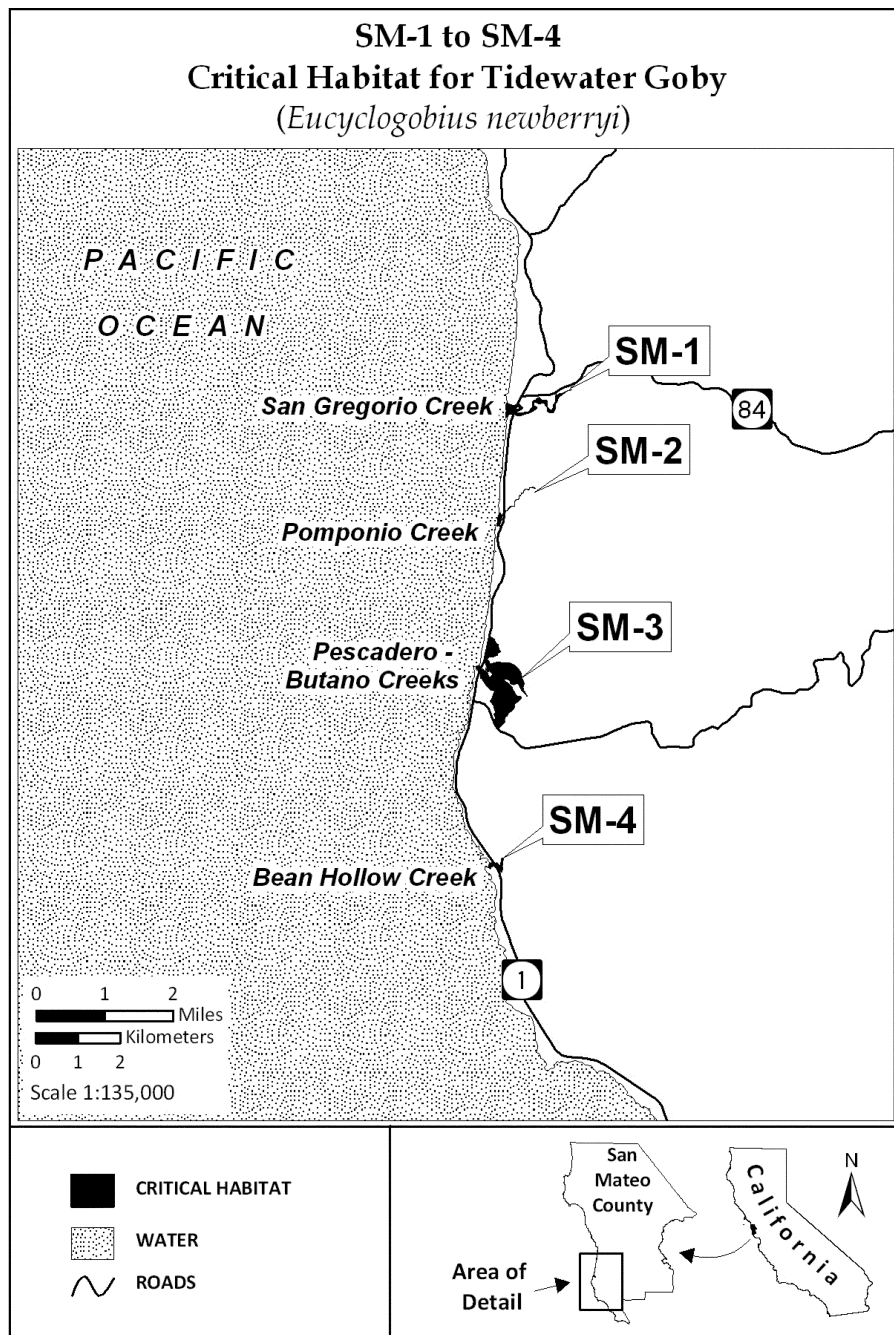 SM-1 to SM-4
Critical Habitat for Tidewater Goby
(Eucyclogobius newberryi)
PACIFIC
OCEAN
SM-1
San Gregorio Creek
84
SM-2
Pomponio Creek
SM-3
Pescadero -
Butano Creeks
SM-4
Bean Hollow Creek
1
0 1 2
Miles
Kilometers
0 1 2
Scale 1:135,000
CRITICAL HABITAT
WATER
ROADS
San
Mateo
County
California
N
Area of
Detail